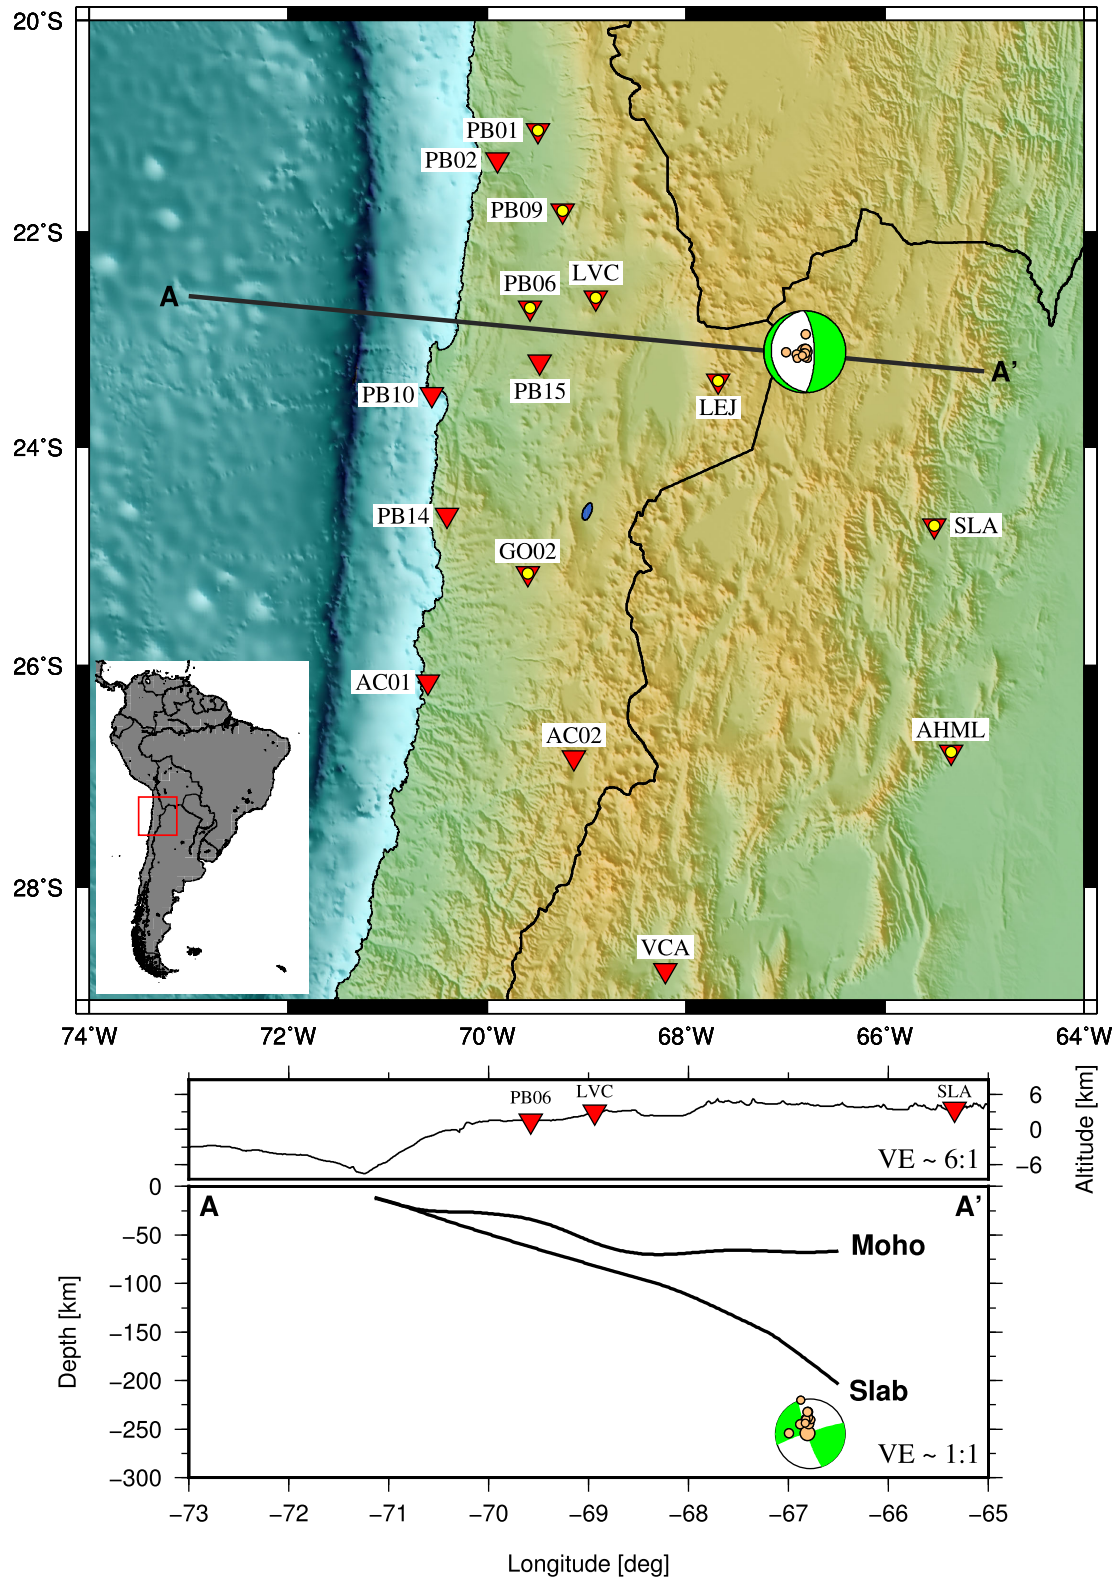 20°S
PB01
PB02
PB09
22°S
LVC
PB06
A
A’
PB15
PB10
LEJ
24°S
PB14
SLA
GO02
26°S
AC01
AC02
AHML
28°S
VCA
74°W 72°W 70°W 68°W 66°W 64°W
PB06 LVC SLA
6
0
−6
Altitude [km]
VE ~ 6:1
A A’
0
−50
−100
−150
−200
−250
−300
Depth [km]
Moho
Slab
VE ~ 1:1
−73 −72 −71 −70 −69 −68 −67 −66 −65
Longitude [deg]